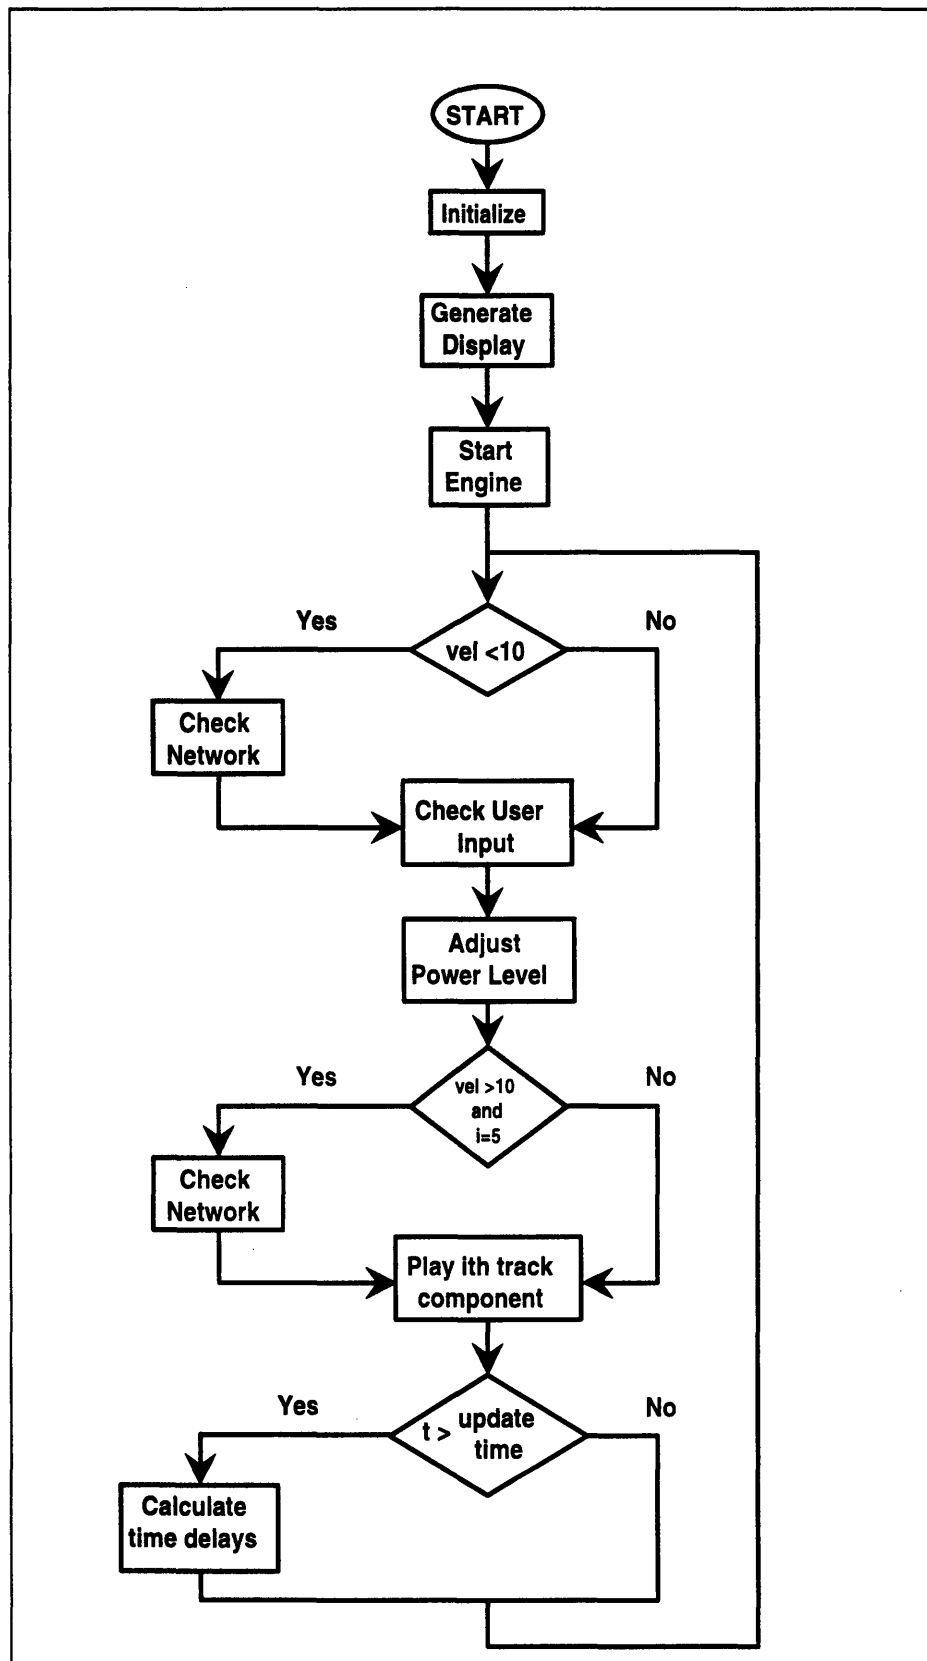 START
Initialize
Generate
Display
Start
Engine
Yes
No
vel <10
Check
Network
Check User
Input
Adjust
Power Level
Yes
No
vel >10
and
i=5
Check
Network
Play ith track
component
Yes
No
t > update
time
Calculate
time delays